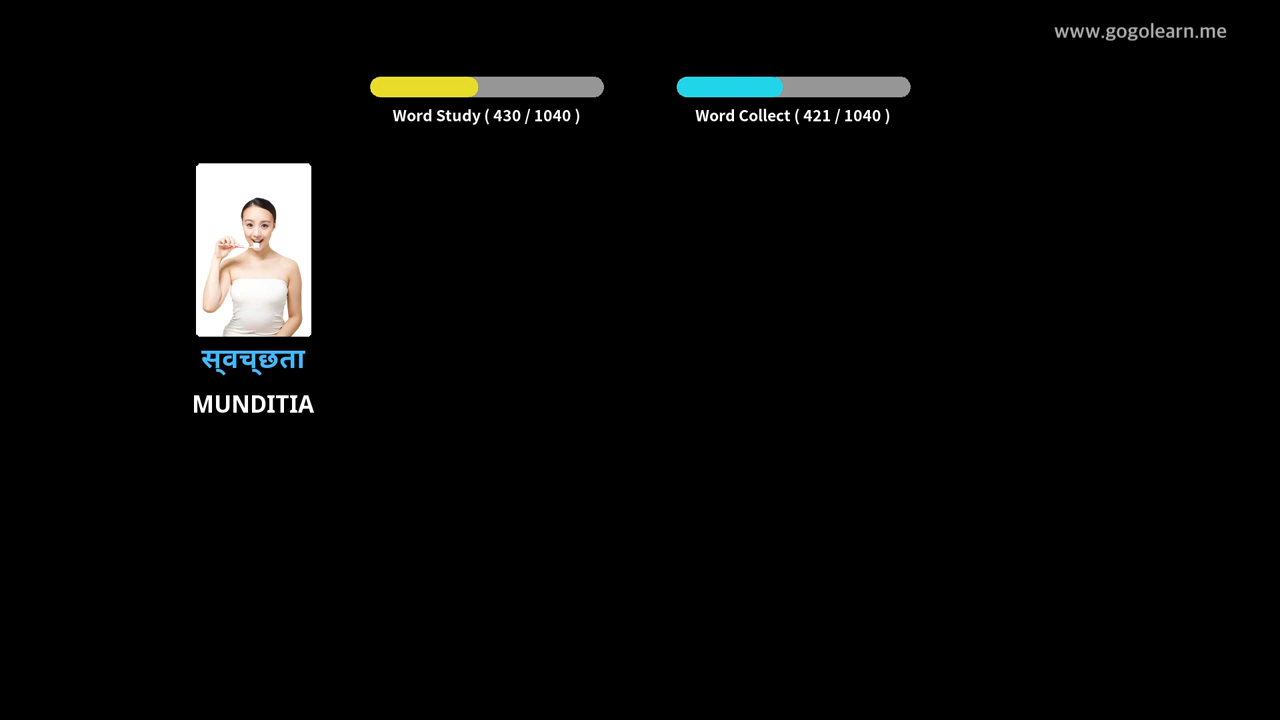 www.gogolearn.me
Word Study ( 430 / 1040 )
Word Collect ( 421 / 1040 )
स्वच्छता
MUNDITIA